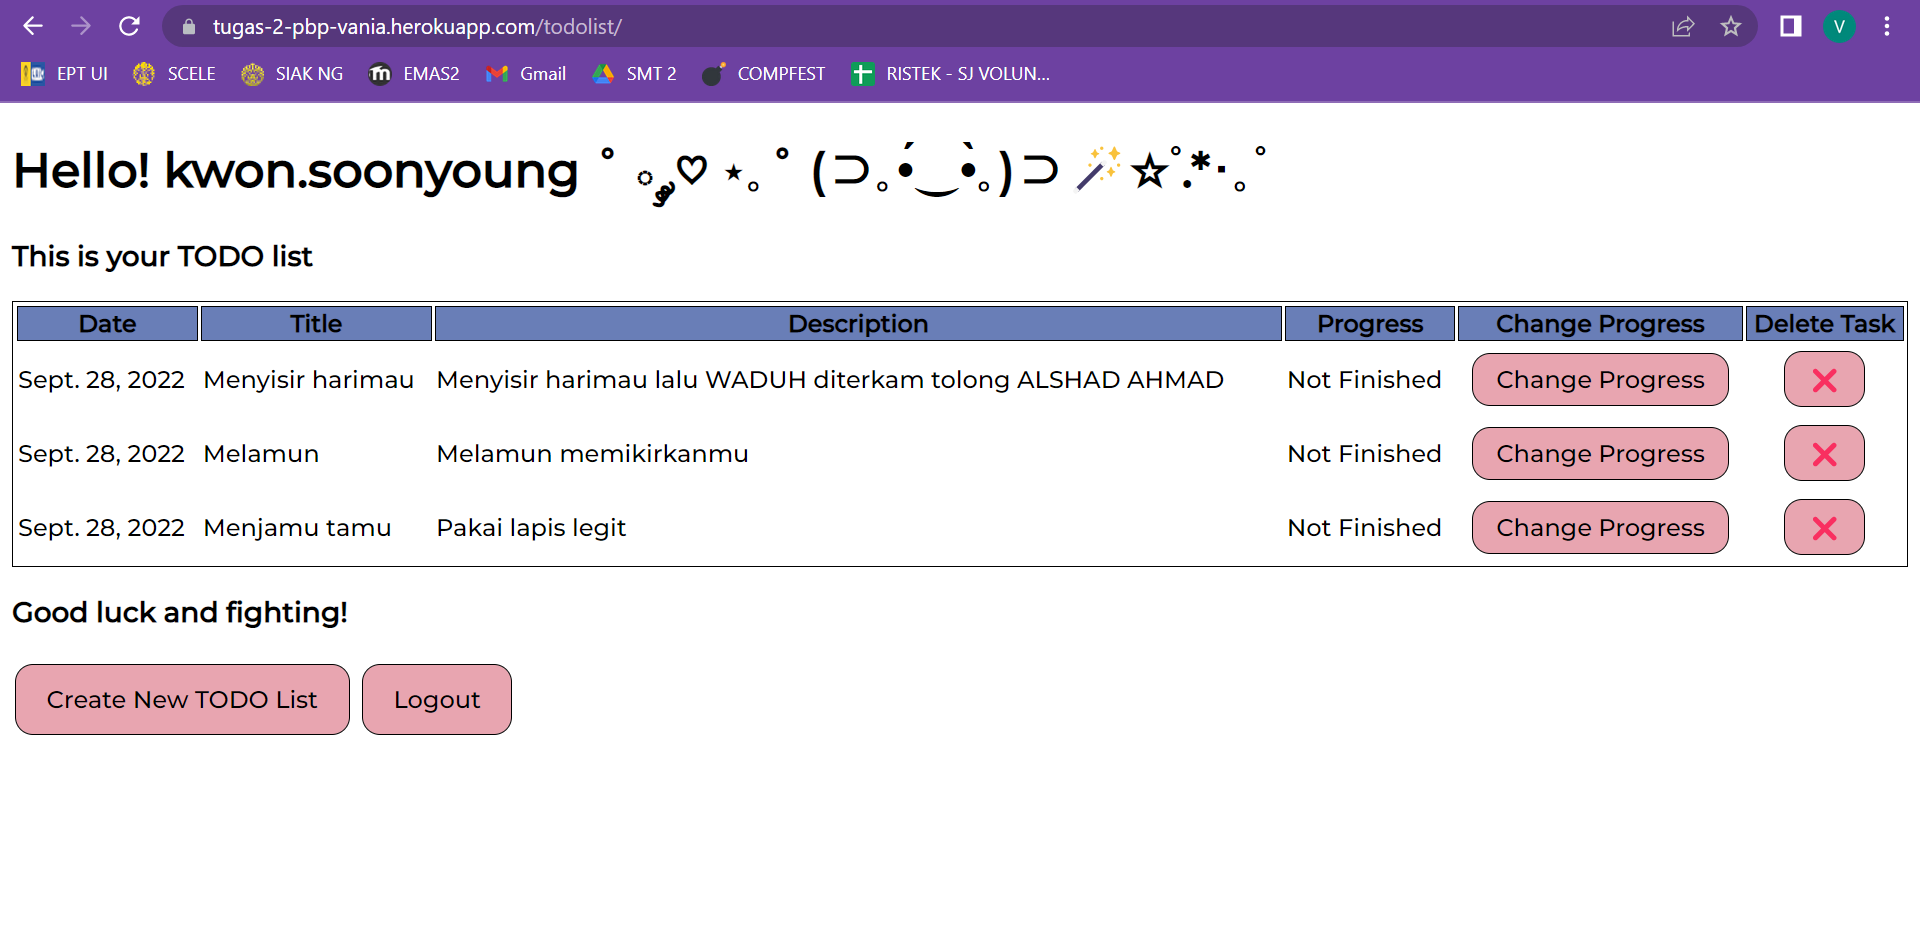 tugas-2-pbp-vania.herokuapp.com/todolist/
V
EPT UI SCELE SIAK NG EMAS2 Gmail SMT 2 COMPFEST RISTEK - SJ VOLUN...
Hello! kwon.soonyoung ˚ ༘♡ ⋆｡˚ (⊃｡•́‿•̀｡)⊃ 🪄☆ﾟ.*･｡ﾟ
This is your TODO list
Date Title Description Progress Change Progress Delete Task
Sept. 28, 2022 Menyisir harimau Menyisir harimau lalu WADUH diterkam tolong ALSHAD AHMAD Not Finished Change Progress ❌
Sept. 28, 2022 Melamun Melamun memikirkanmu Not Finished Change Progress ❌
Sept. 28, 2022 Menjamu tamu Pakai lapis legit Not Finished Change Progress ❌
Good luck and fighting!
Create New TODO List Logout